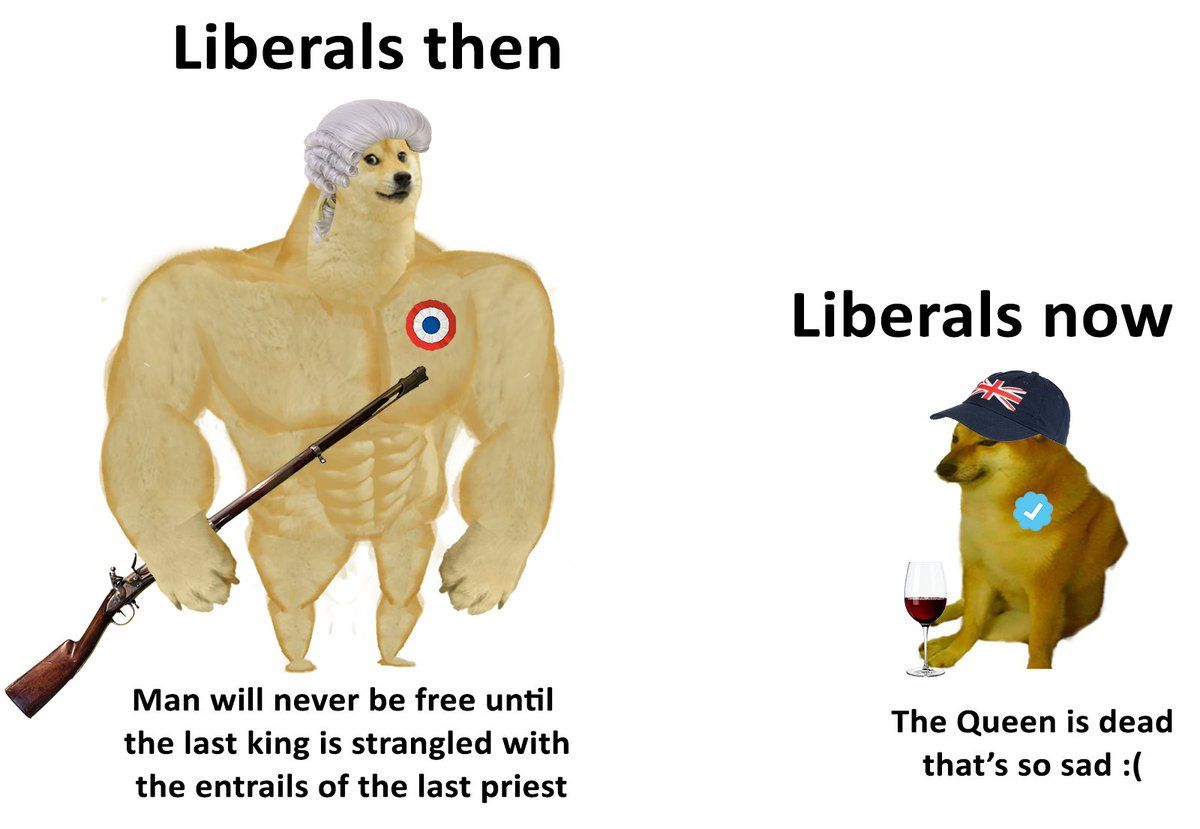 Liberals then
Man will never be free until
the last king is strangled with
the entrails of the last priest
Liberals now
The Queen is dead
that’s so sad :(